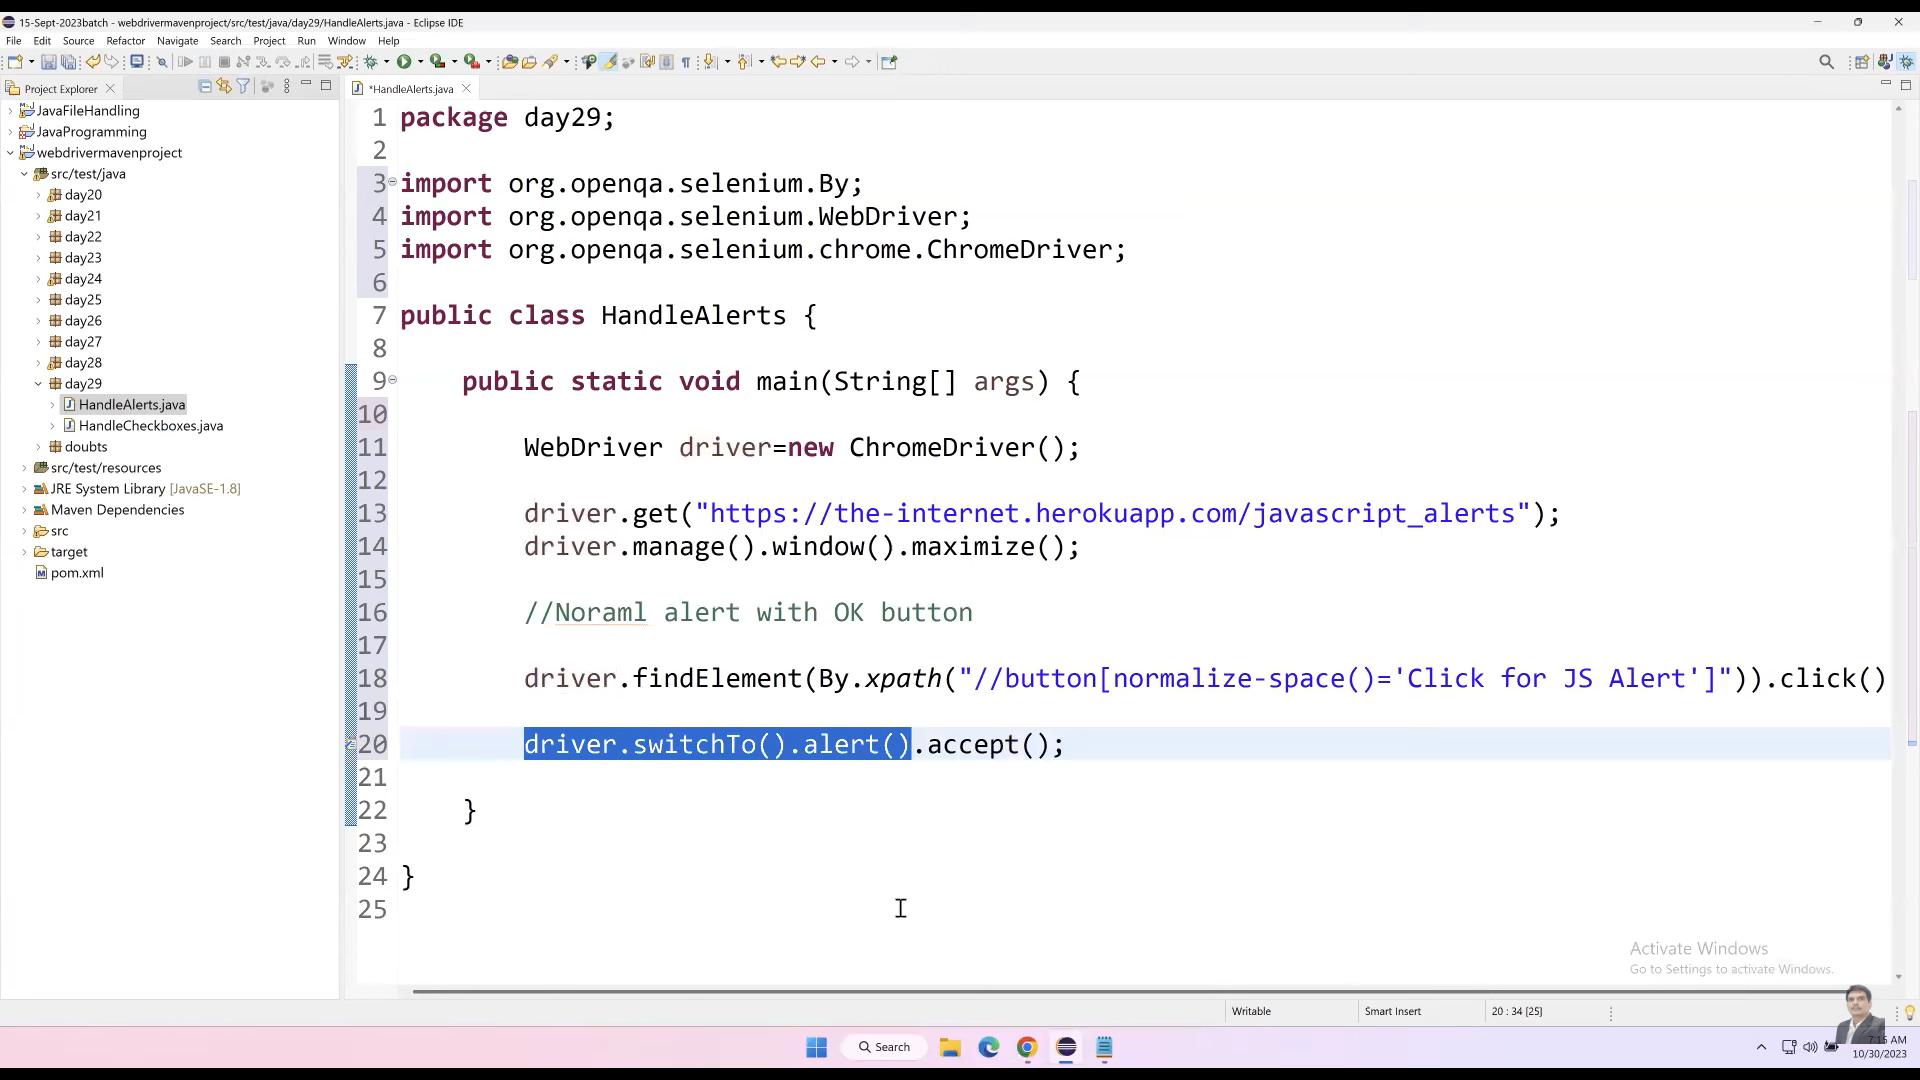 15-Sept-2023batch - webdrivermavenproject/src/test/java/day29/HandleAlerts.java - Eclipse IDE
File Edit Source Refactor Navigate Search Project Run Window Help
Project Explorer
JavaFileHandling
JavaProgramming
webdrivermavenproject
src/test/java
day20
day21
day22
day23
day24
day25
day26
day27
day28
day29
HandleAlerts.java
HandleCheckboxes.java
doubts
src/test/resources
JRE System Library [JavaSE-1.8]
Maven Dependencies
src
target
pom.xml
*HandleAlerts.java
1 package day29;
2
3 import org.openqa.selenium.By;
4 import org.openqa.selenium.WebDriver;
5 import org.openqa.selenium.chrome.ChromeDriver;
6
7 public class HandleAlerts {
8
9 public static void main(String[] args) {
10
11 WebDriver driver=new ChromeDriver();
12
13 driver.get("https://the-internet.herokuapp.com/javascript_alerts");
14 driver.manage().window().maximize();
15
16 //Noraml alert with OK button
17
18 driver.findElement(By.xpath("//button[normalize-space()='Click for JS Alert']")).click()
19
20 driver.switchTo().alert().accept();
21
22 }
23
24 }
25
Activate Windows
Go to Settings to activate Windows.
Writable Smart Insert 20 : 34 [25]
Search
7:15 AM
10/30/2023